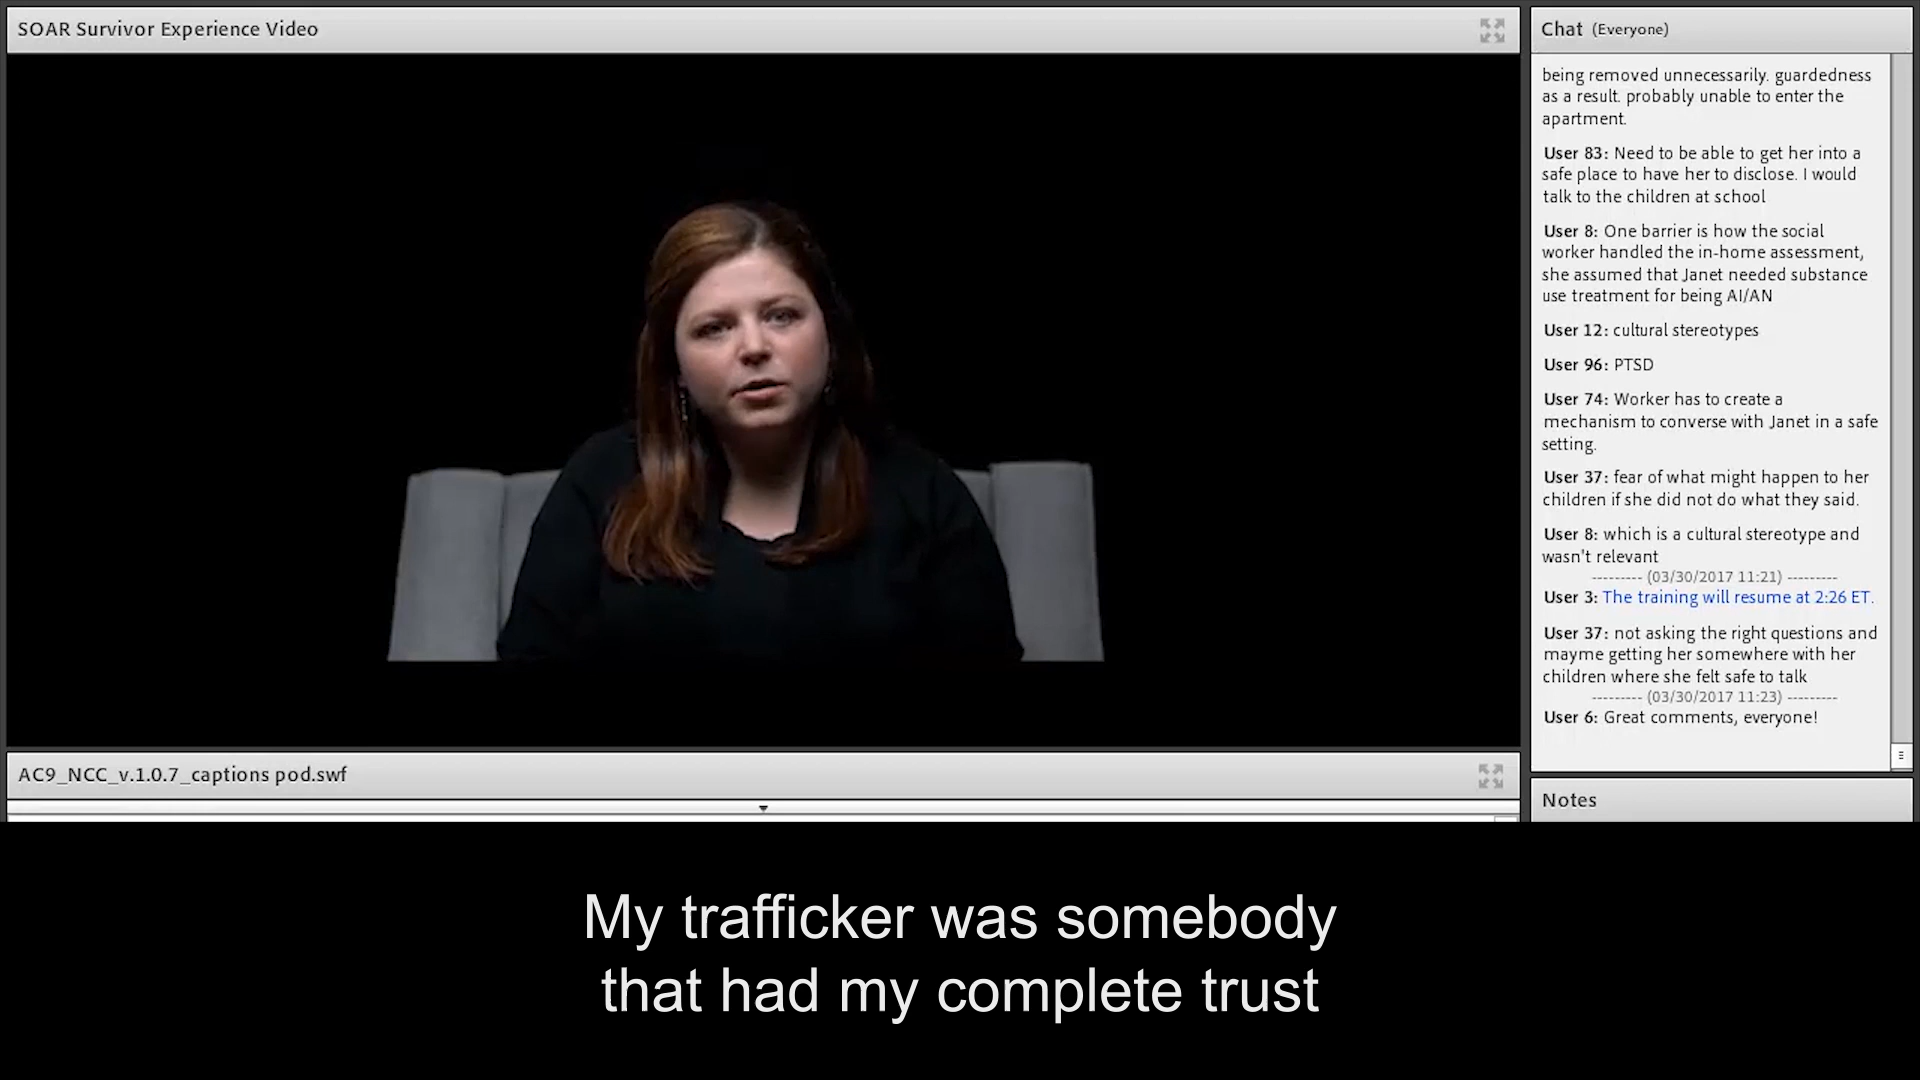 SOAR Survivor Experience Video
Chat (Everyone)
being removed unnecessarily. guardedness
as a result. probably unable to enter the
apartment.
User 83: Need to be able to get her into a
safe place to have her to disclose. I would
talk to the children at school
User 8: One barrier is how the social
worker handled the in-home assessment,
she assumed that Janet needed substance
use treatment for being AI/AN
User 12: cultural stereotypes
User 96: PTSD
User 74: Worker has to create a
mechanism to converse with Janet in a safe
setting.
User 37: fear of what might happen to her
children if she did not do what they said.
User 8: which is a cultural stereotype and
wasn't relevant
--------- (03/30/2017 11:21) ---------
User 3: The training will resume at 2:26 ET.
User 37: not asking the right questions and
mayme getting her somewhere with her
children where she felt safe to talk
--------- (03/30/2017 11:23) ---------
User 6: Great comments, everyone!
AC9_NCC_v.1.0.7_captions pod.swf
Notes
My trafficker was somebody
that had my complete trust